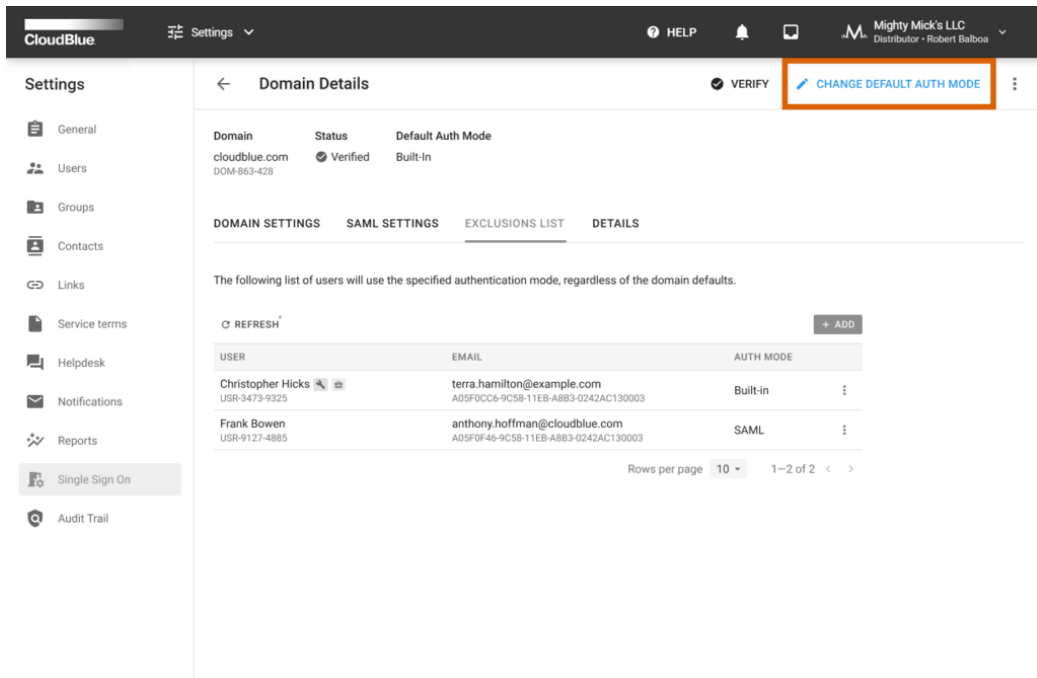 CloudBlue
Settings
HELP
Mighty Mick's LLC
Distributor • Robert Balboa
Settings
General
Users
Groups
Contacts
Links
Service terms
Helpdesk
Notifications
Reports
Single Sign On
Audit Trail
Domain Details
VERIFY
CHANGE DEFAULT AUTH MODE
Domain Status Default Auth Mode
cloudblue.com Verified Built-In
DOM-863-428
DOMAIN SETTINGS SAML SETTINGS EXCLUSIONS LIST DETAILS
The following list of users will use the specified authentication mode, regardless of the domain defaults.
REFRESH
+ ADD
USER EMAIL AUTH MODE
Christopher Hicks terra.hamilton@example.com Built-in
USR-3473-9325 A05F0CC6-9C58-11EB-A8B3-0242AC130003
Frank Bowen anthony.hoffman@cloudblue.com SAML
USR-9127-4885 A05F0F46-9C58-11EB-A8B3-0242AC130003
Rows per page 10 1–2 of 2